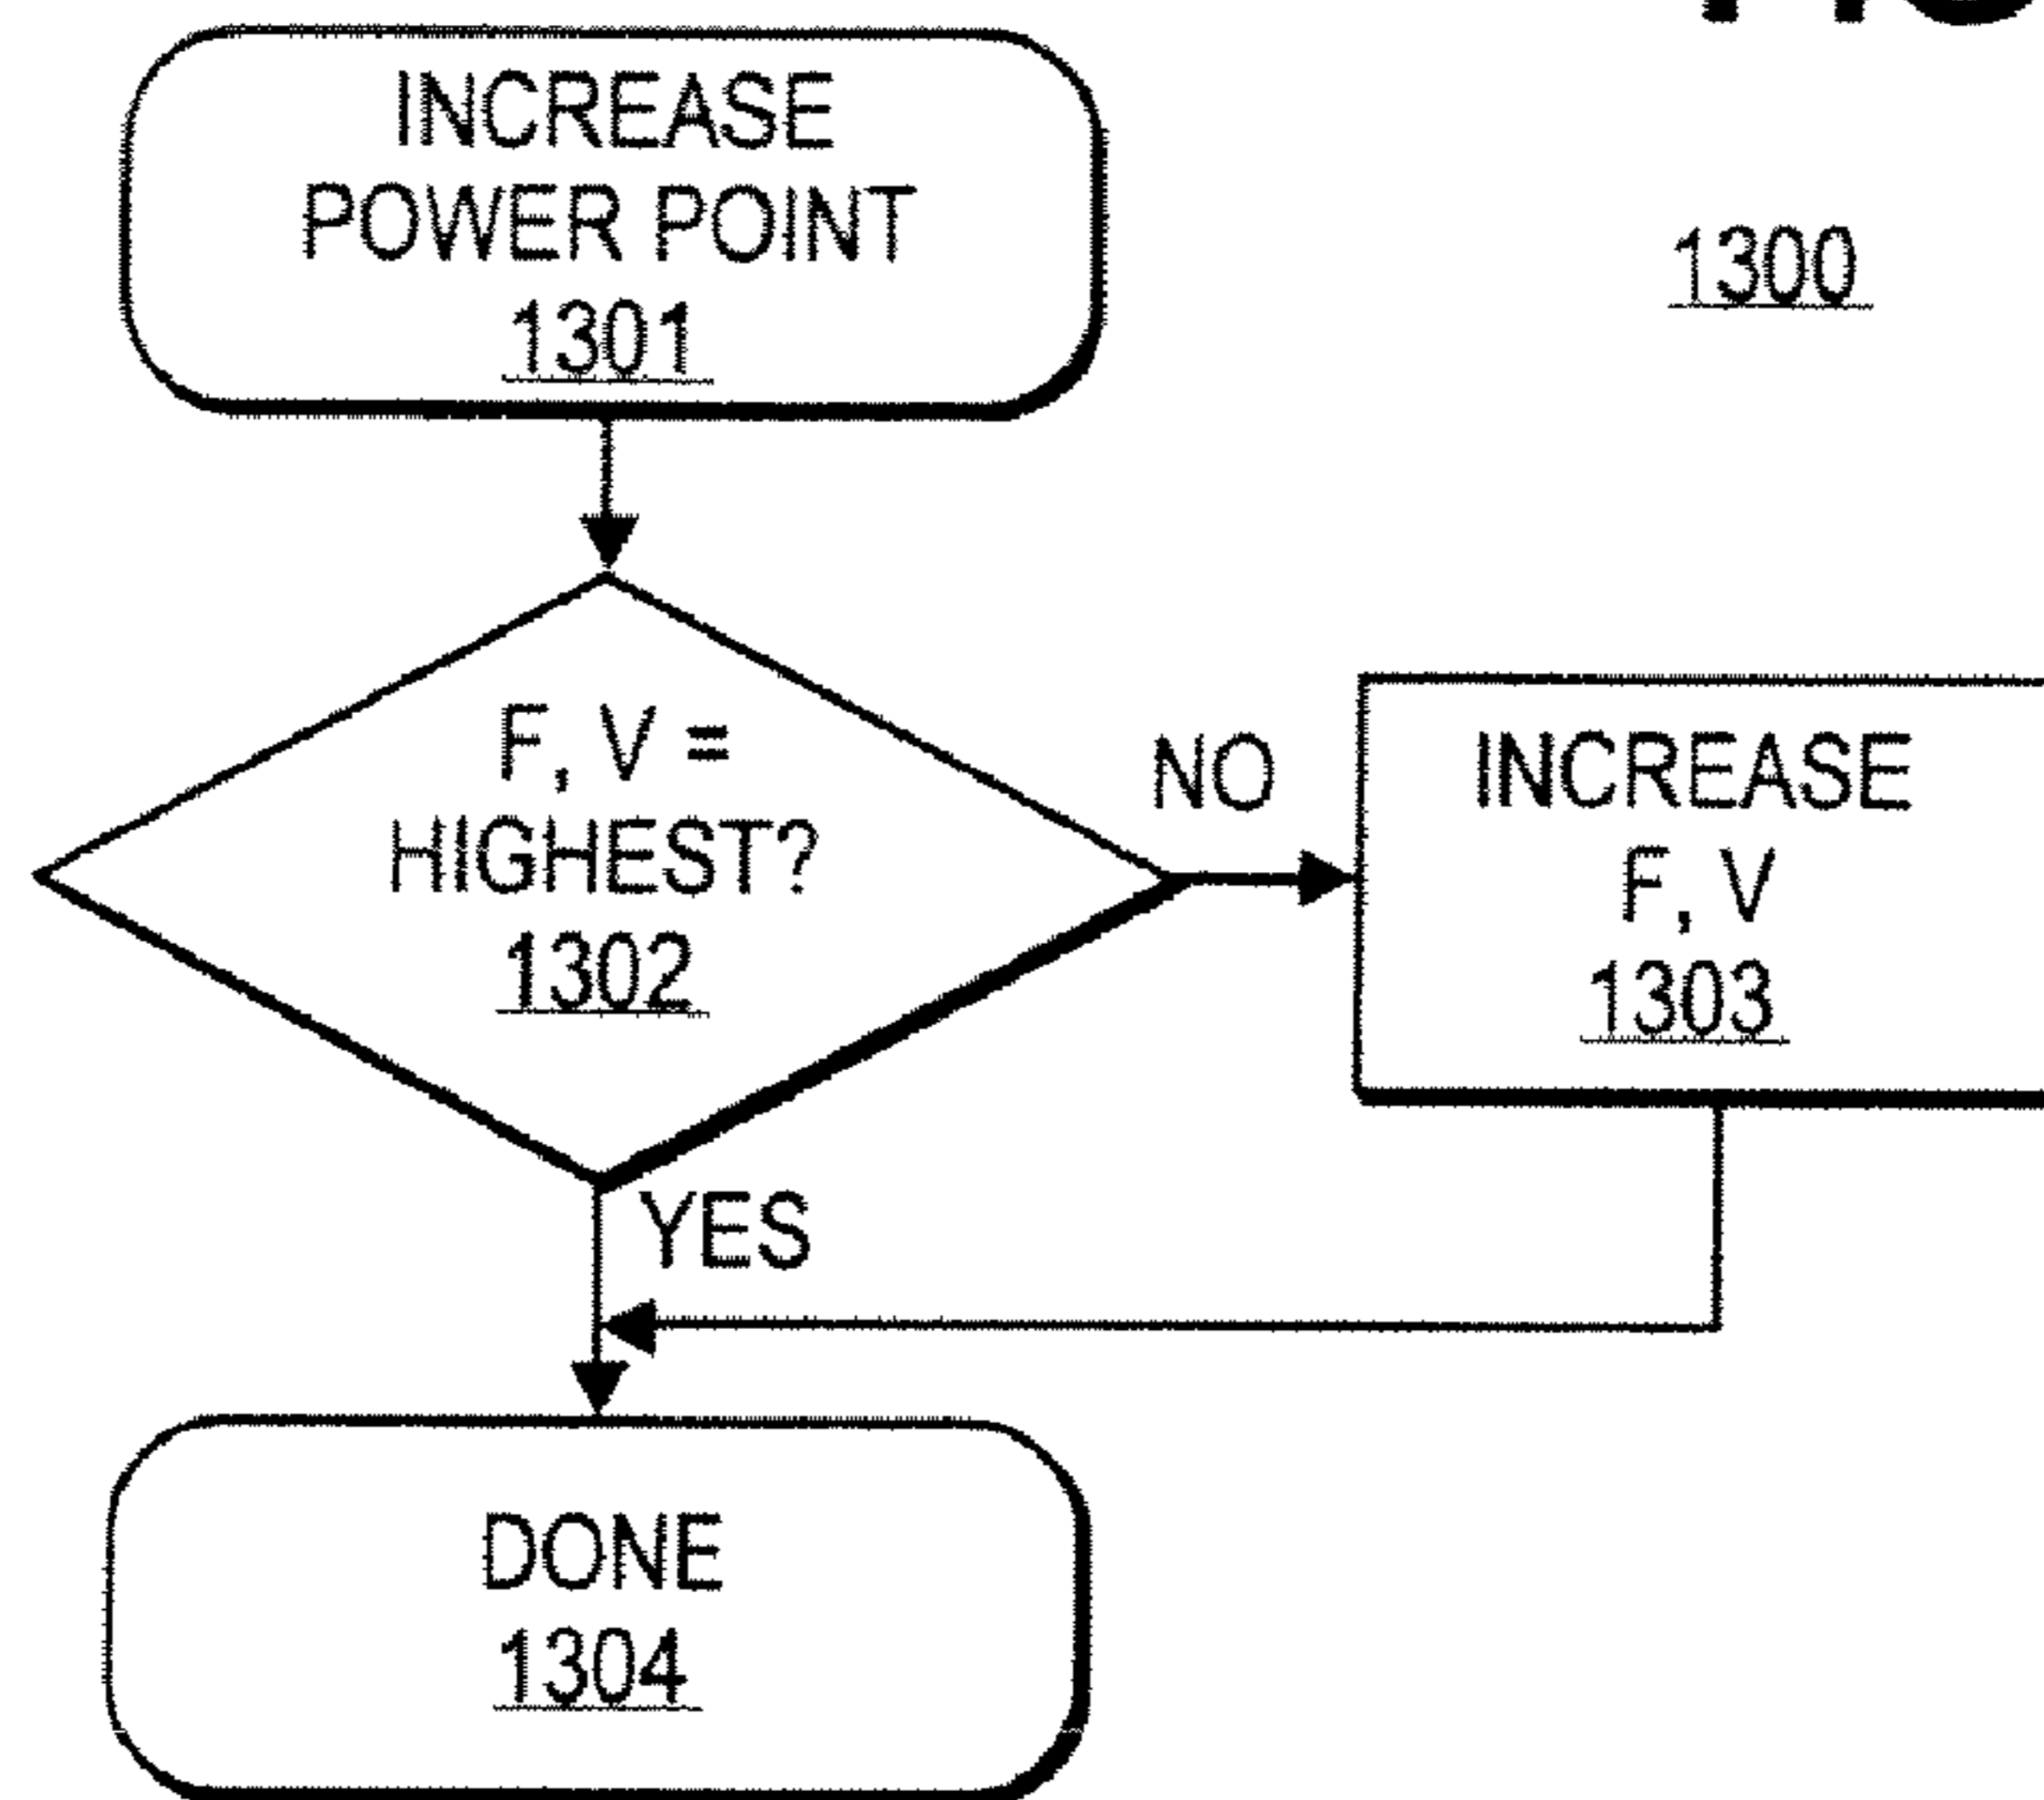 INCREASE
POWER POINT
1301
1300
F, V =
HIGHEST?
1302
NO
INCREASE
F, V
1303
YES
DONE
1304